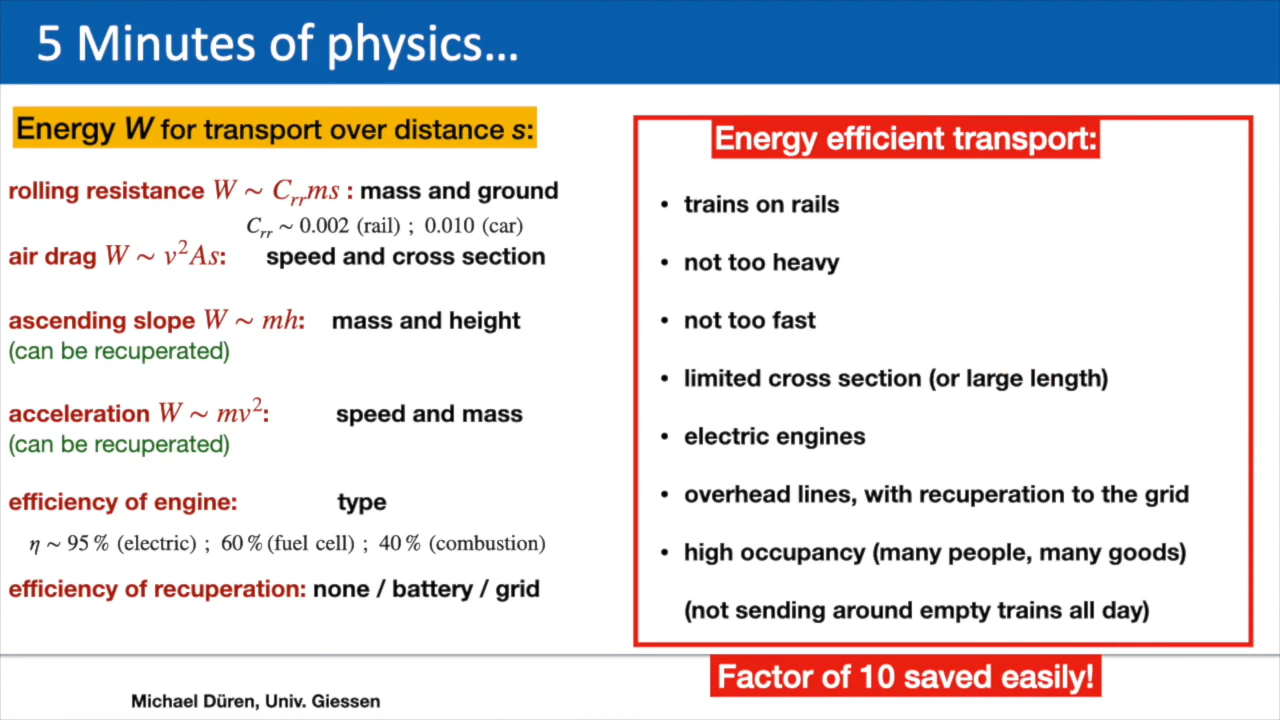 5 Minutes of physics...
Energy W for transport over distance s:
rolling resistance W ∼ C_rr ms : mass and ground
C_rr ∼ 0.002 (rail) ; 0.010 (car)
air drag W ∼ v²As: speed and cross section
ascending slope W ∼ mh: mass and height
(can be recuperated)
acceleration W ∼ mv²: speed and mass
(can be recuperated)
efficiency of engine: type
η ∼ 95 % (electric) ; 60 % (fuel cell) ; 40 % (combustion)
efficiency of recuperation: none / battery / grid
Energy efficient transport:
• trains on rails
• not too heavy
• not too fast
• limited cross section (or large length)
• electric engines
• overhead lines, with recuperation to the grid
• high occupancy (many people, many goods)
(not sending around empty trains all day)
Factor of 10 saved easily!
Michael Düren, Univ. Giessen